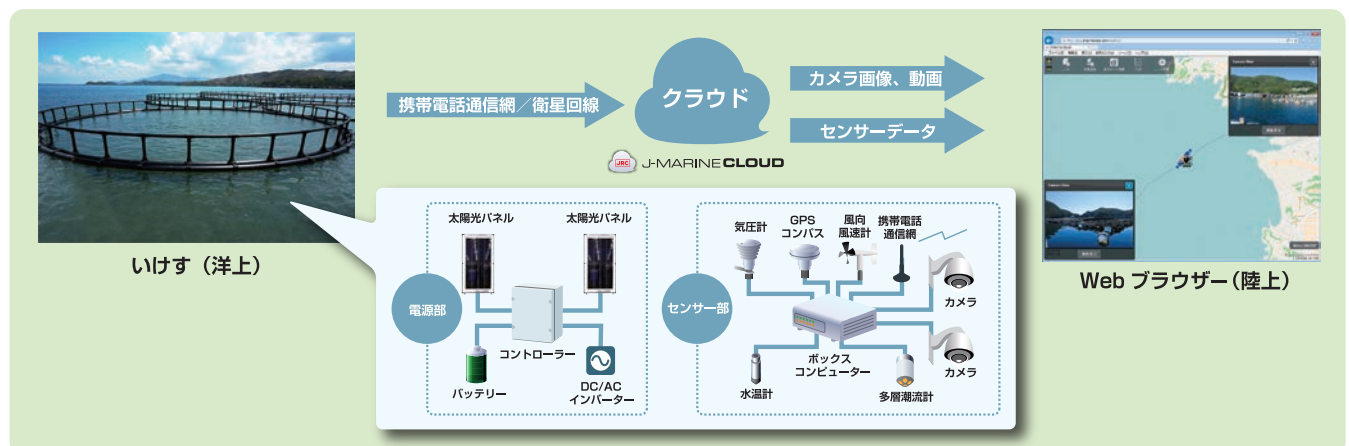 携帯電話通信網／衛星回線
クラウド
JRC
J-MARINE CLOUD
カメラ画像、動画
センサーデータ
いけす（洋上）
Web ブラウザー（陸上）
電源部
太陽光パネル
太陽光パネル
コントローラー
バッテリー
DC/AC
インバーター
センサー部
気圧計
GPS
コンパス
風向
風速計
携帯電話
通信網
カメラ
カメラ
ボックス
コンピューター
水温計
多層潮流計